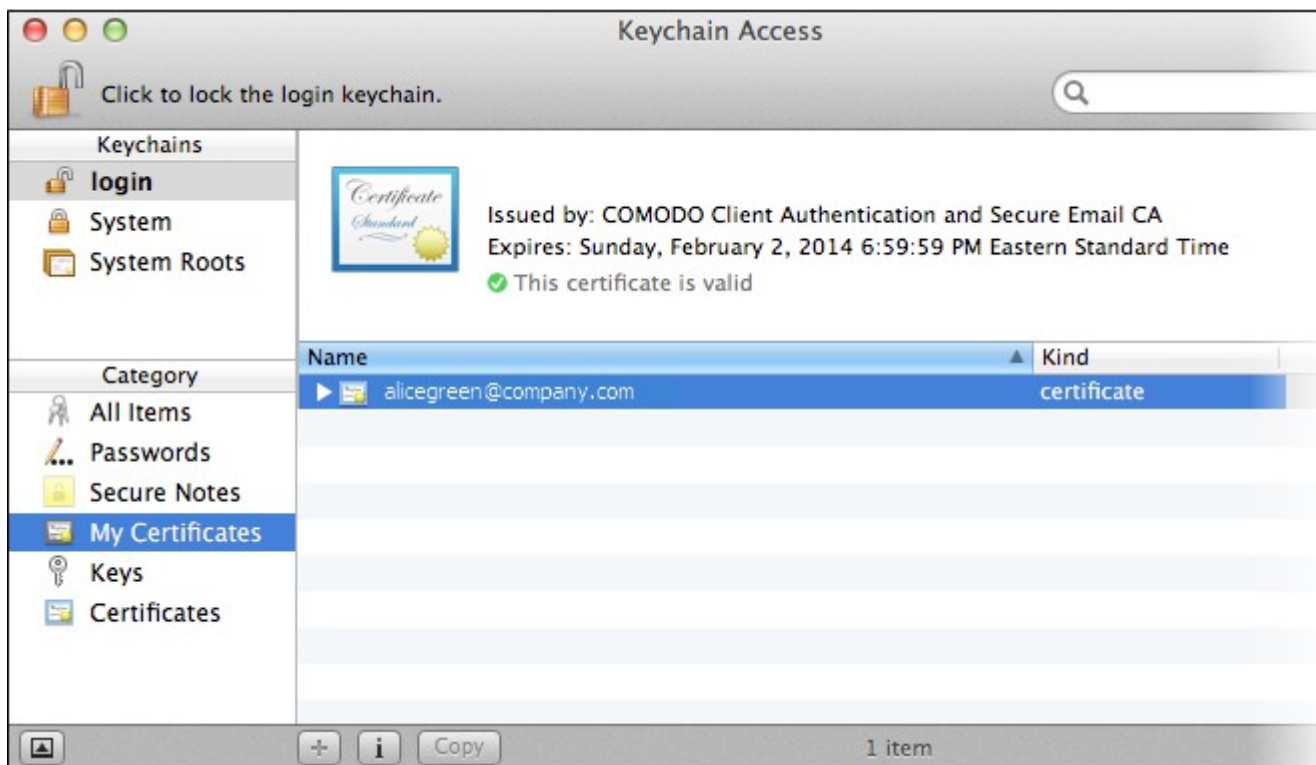 Keychain Access
Click to lock the login keychain.
Keychains
login
System
System Roots
Certificate
Standard
Issued by: COMODO Client Authentication and Secure Email CA
Expires: Sunday, February 2, 2014 6:59:59 PM Eastern Standard Time
This certificate is valid
Category
All Items
Passwords
Secure Notes
My Certificates
Keys
Certificates
Name Kind
alicegreen@company.com certificate
+ i Copy 1 item